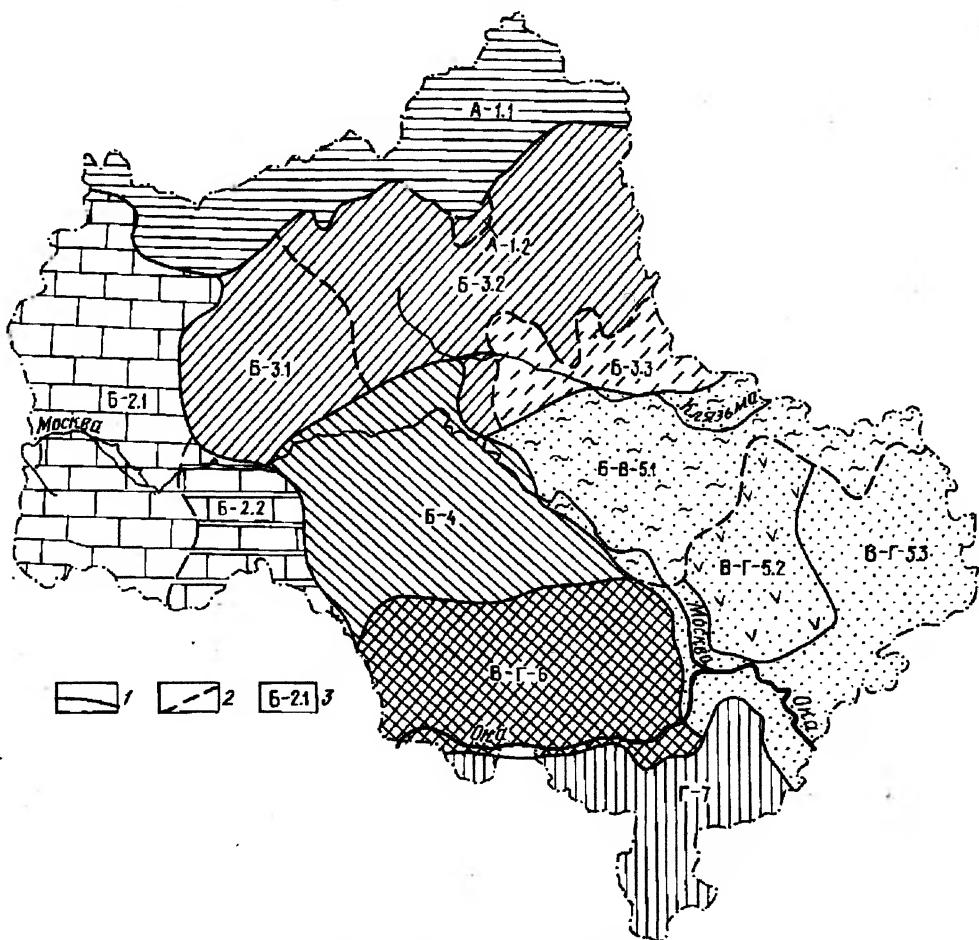 А-1.1
А-1.2
Б-3.2
Б-3.1
Б-3.3
Б-2.1
Москва
Клязьма
Б-В-5.1
Б-2.2
Б-4
В-Г-5.2
В-Г-5.3
Москва
В-Г-6
Ока
Ока
Г-7
1
2
Б-2.1 3